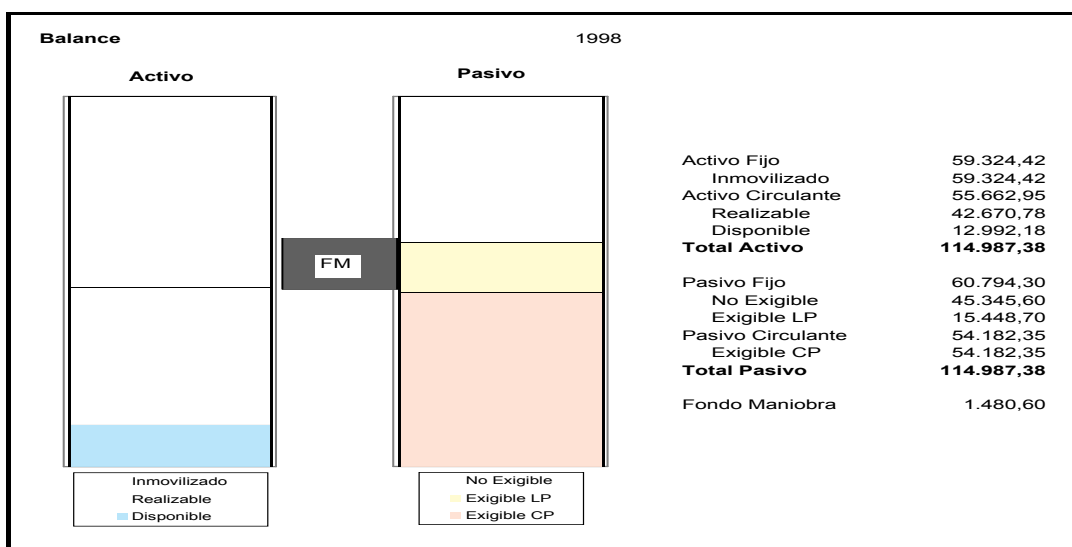 Balance 1998
Activo Pasivo
FM
Activo Fijo 59.324,42
Inmovilizado 59.324,42
Activo Circulante 55.662,95
Realizable 42.670,78
Disponible 12.992,18
Total Activo 114.987,38
Pasivo Fijo 60.794,30
No Exigible 45.345,60
Exigible LP 15.448,70
Pasivo Circulante 54.182,35
Exigible CP 54.182,35
Total Pasivo 114.987,38
Fondo Maniobra 1.480,60
Inmovilizado
Realizable
Disponible
No Exigible
Exigible LP
Exigible CP